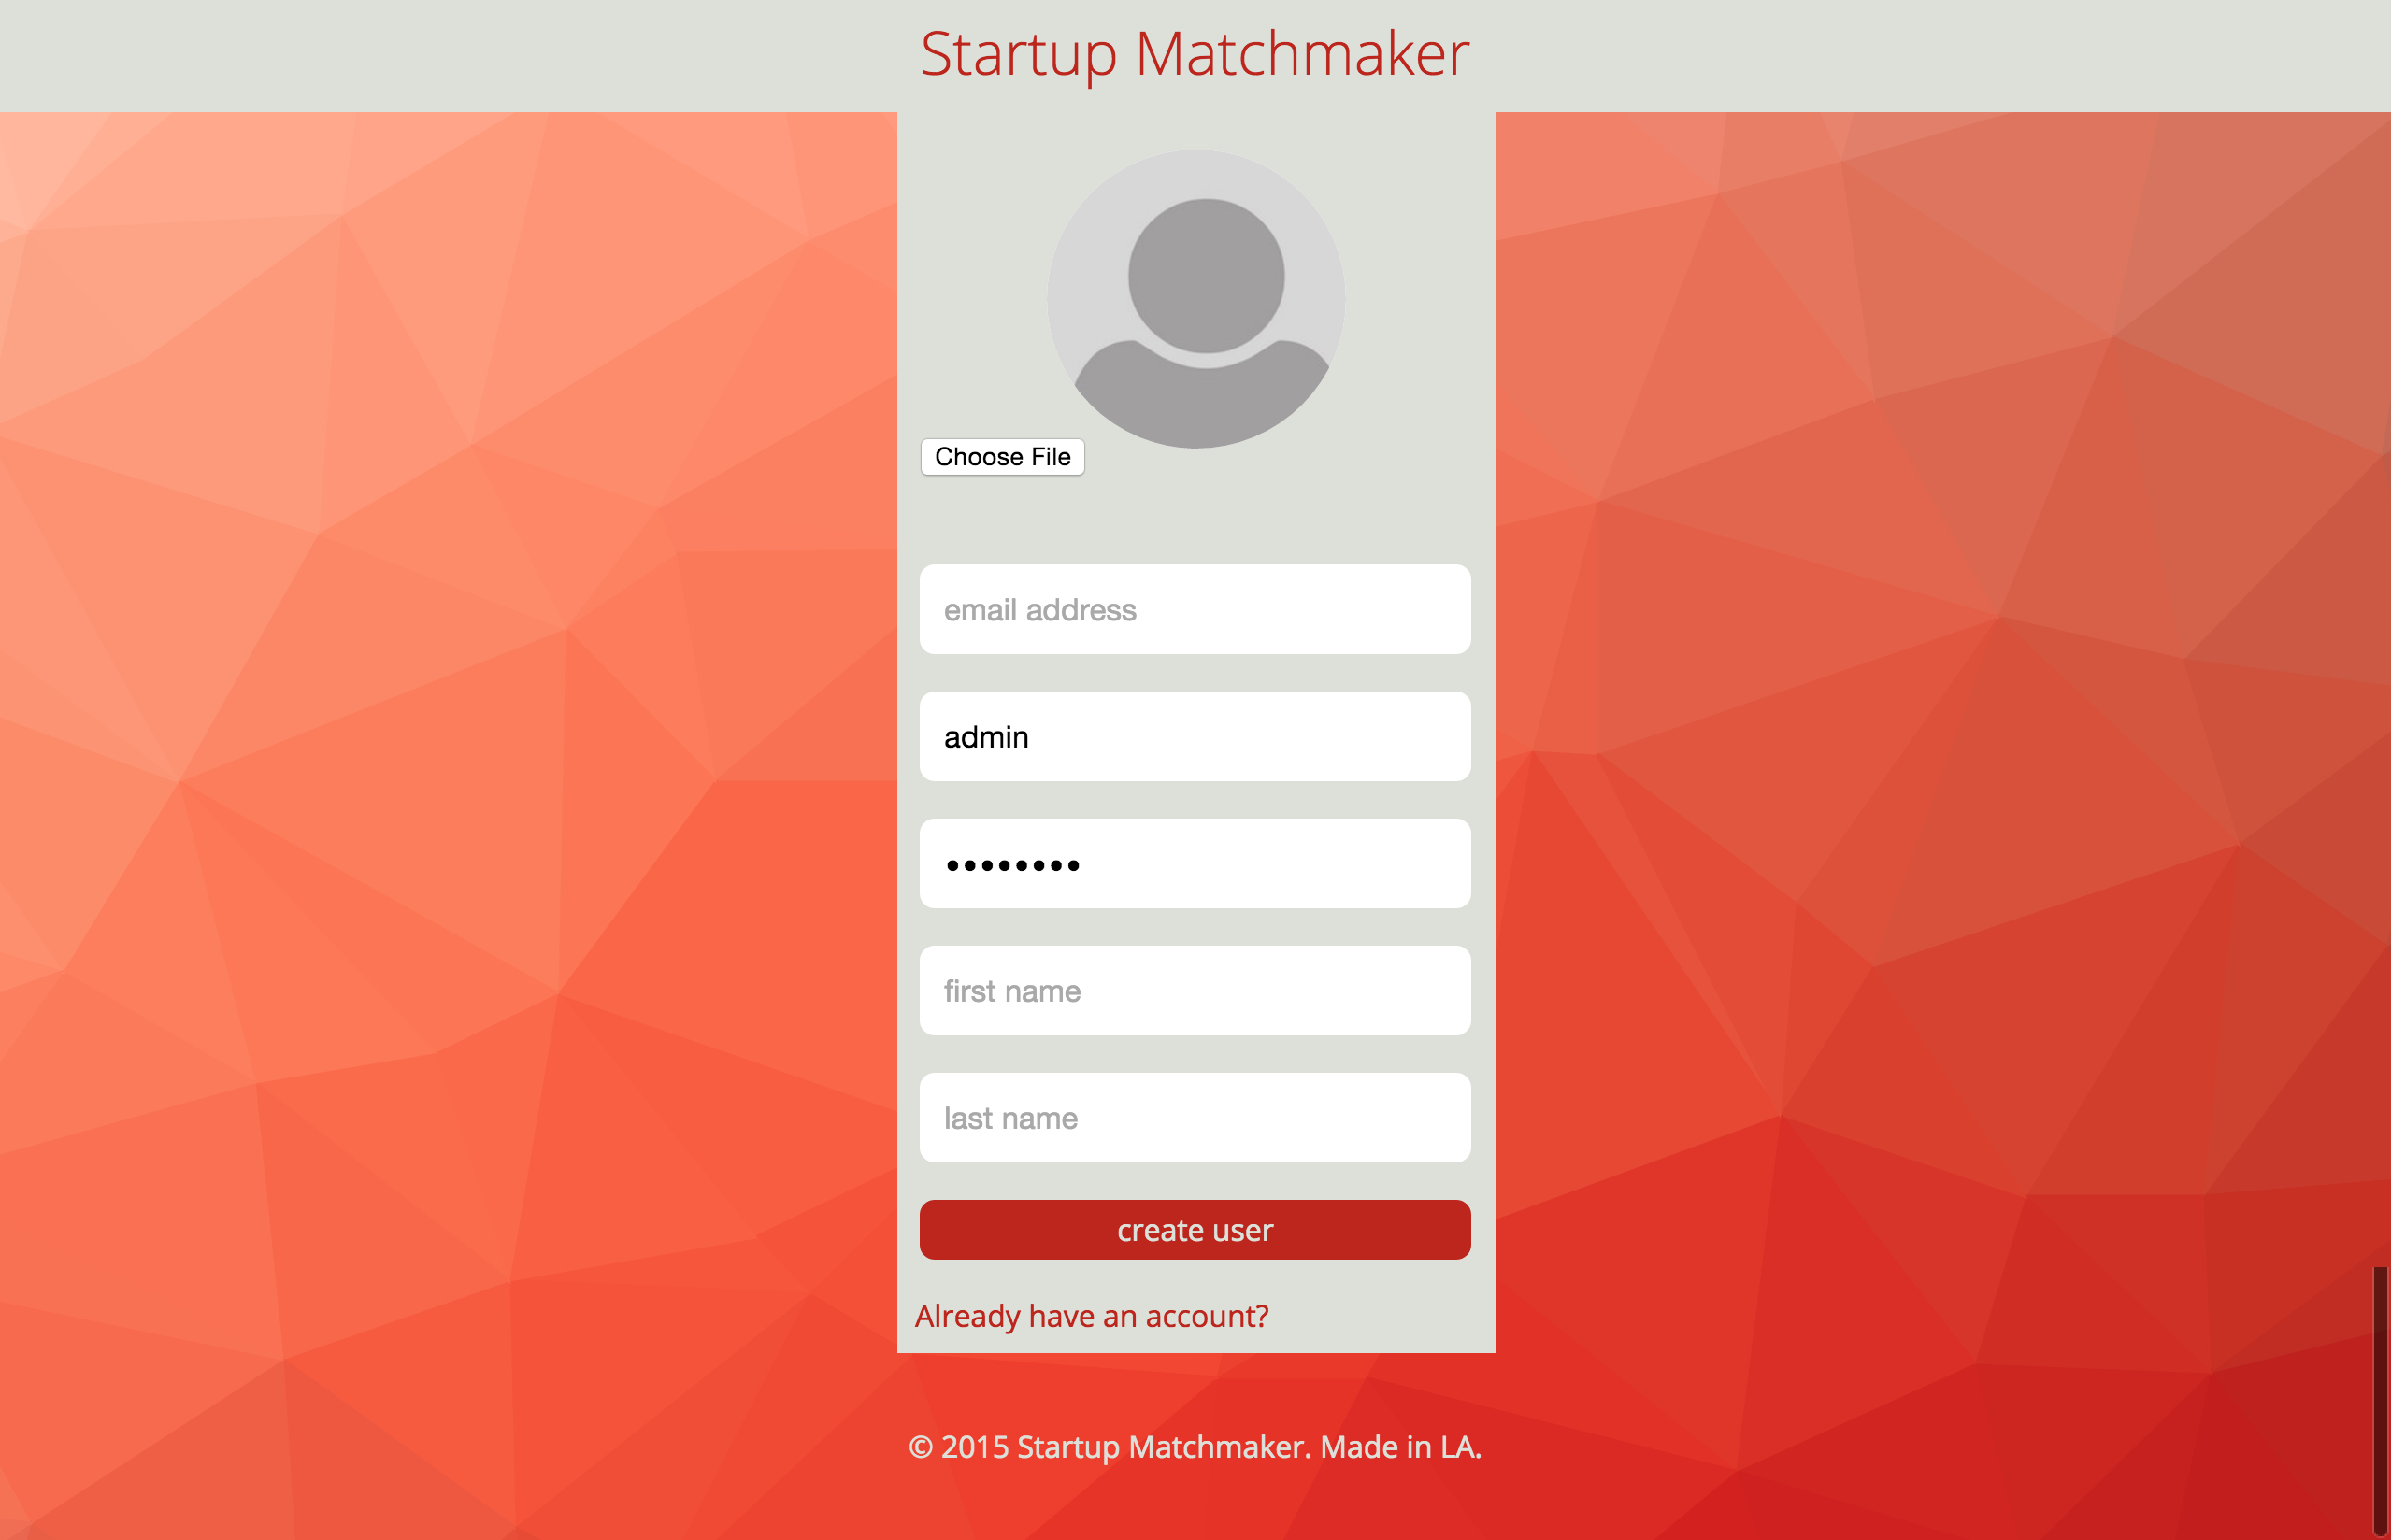 Startup Matchmaker
Choose File
email address
admin
••••••••
first name
last name
create user
Already have an account?
© 2015 Startup Matchmaker. Made in LA.